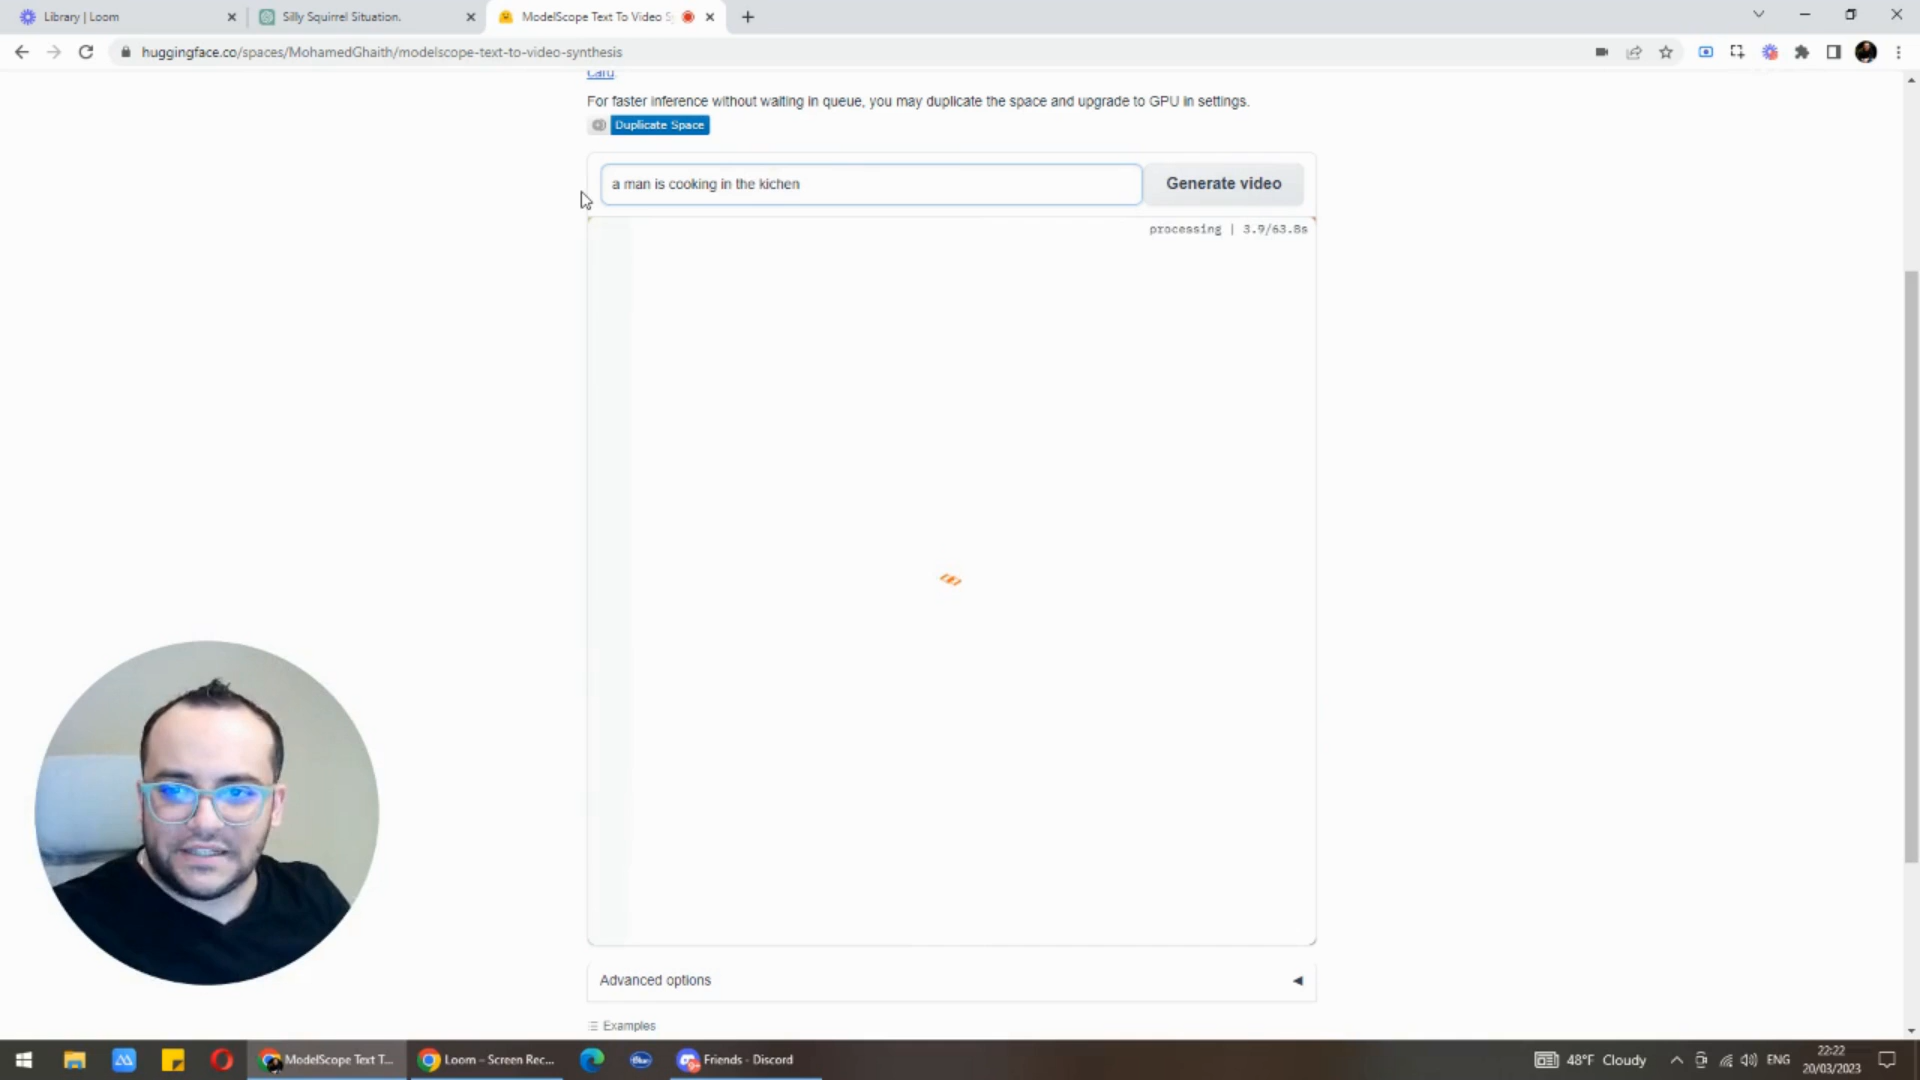 Library | Loom
Silly Squirrel Situation.
ModelScope Text To Video S
huggingface.co/spaces/MohamedGhaith/modelscope-text-to-video-synthesis
Card.
For faster inference without waiting in queue, you may duplicate the space and upgrade to GPU in settings.
Duplicate Space
a man is cooking in the kichen
Generate video
processing | 3.9/63.8s
Advanced options
Examples
ModelScope Text T...
Loom – Screen Rec...
Friends - Discord
48°F Cloudy
ENG
22:22
20/03/2023